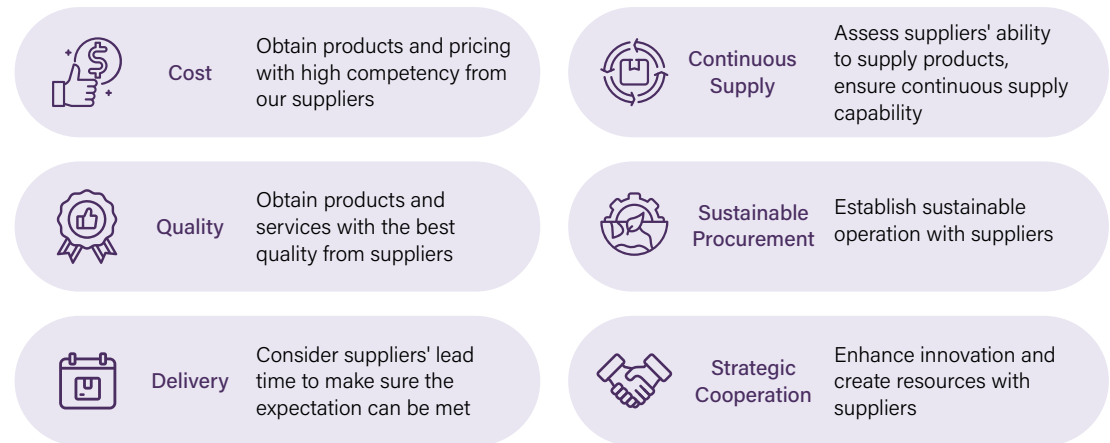 Cost
Obtain products and pricing
with high competency from
our suppliers
Continuous
Supply
Assess suppliers' ability
to supply products,
ensure continuous supply
capability
Quality
Obtain products and
services with the best
quality from suppliers
Sustainable
Procurement
Establish sustainable
operation with suppliers
Delivery
Consider suppliers' lead
time to make sure the
expectation can be met
Strategic
Cooperation
Enhance innovation and
create resources with
suppliers